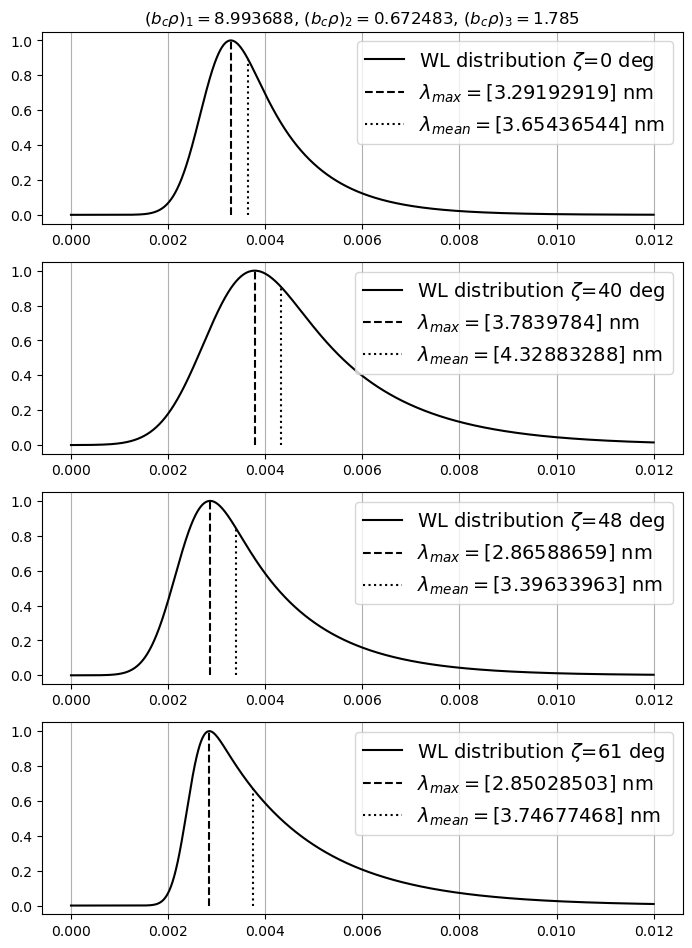 (b_cρ)_1 = 8.993688, (b_cρ)_2 = 0.672483, (b_cρ)_3 = 1.785
1.0
0.8
0.6
0.4
0.2
0.0
WL distribution ζ=0 deg
λ_max = [3.29192919] nm
λ_mean = [3.65436544] nm
0.000 0.002 0.004 0.006 0.008 0.010 0.012
1.0
0.8
0.6
0.4
0.2
0.0
WL distribution ζ=40 deg
λ_max = [3.7839784] nm
λ_mean = [4.32883288] nm
0.000 0.002 0.004 0.006 0.008 0.010 0.012
1.0
0.8
0.6
0.4
0.2
0.0
WL distribution ζ=48 deg
λ_max = [2.86588659] nm
λ_mean = [3.39633963] nm
0.000 0.002 0.004 0.006 0.008 0.010 0.012
1.0
0.8
0.6
0.4
0.2
0.0
WL distribution ζ=61 deg
λ_max = [2.85028503] nm
λ_mean = [3.74677468] nm
0.000 0.002 0.004 0.006 0.008 0.010 0.012